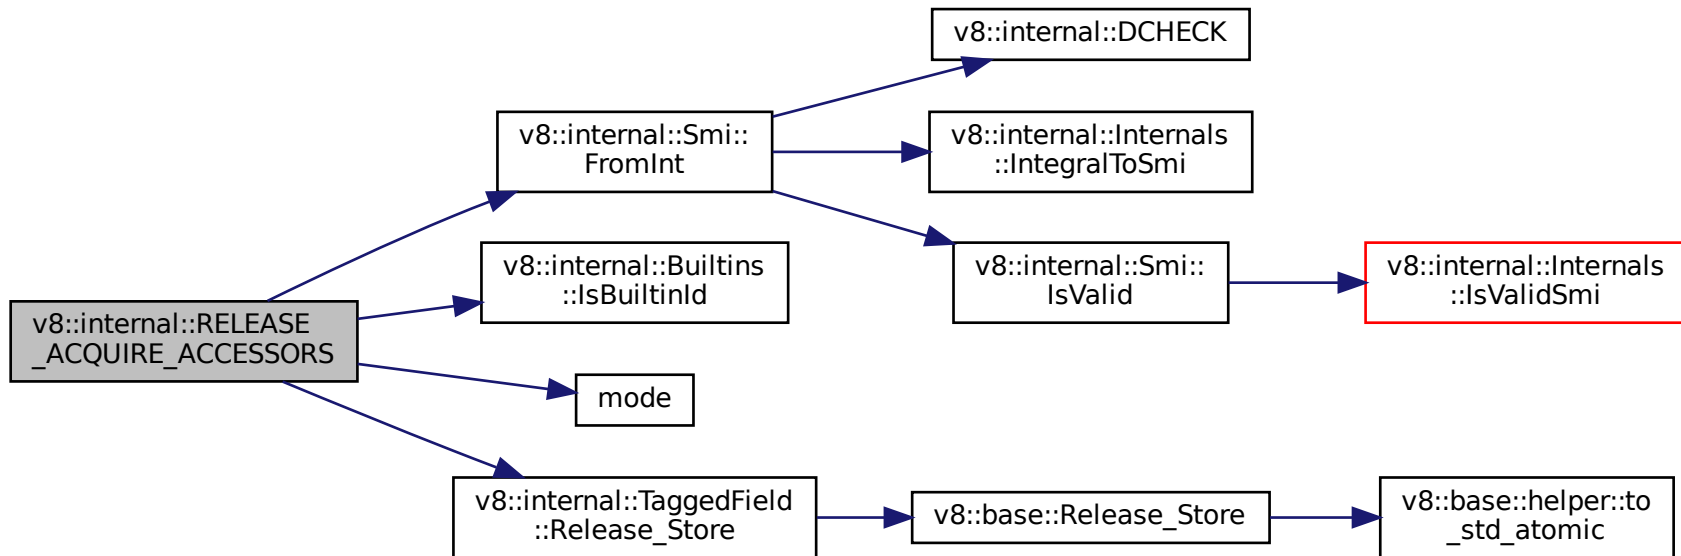 v8::internal::DCHECK
v8::internal::Smi::
FromInt
v8::internal::Internals
::IntegralToSmi
v8::internal::Builtins
::IsBuiltinId
v8::internal::Smi::
IsValid
v8::internal::Internals
::IsValidSmi
v8::internal::RELEASE
_ACQUIRE_ACCESSORS
mode
v8::internal::TaggedField
::Release_Store
v8::base::Release_Store
v8::base::helper::to
_std_atomic